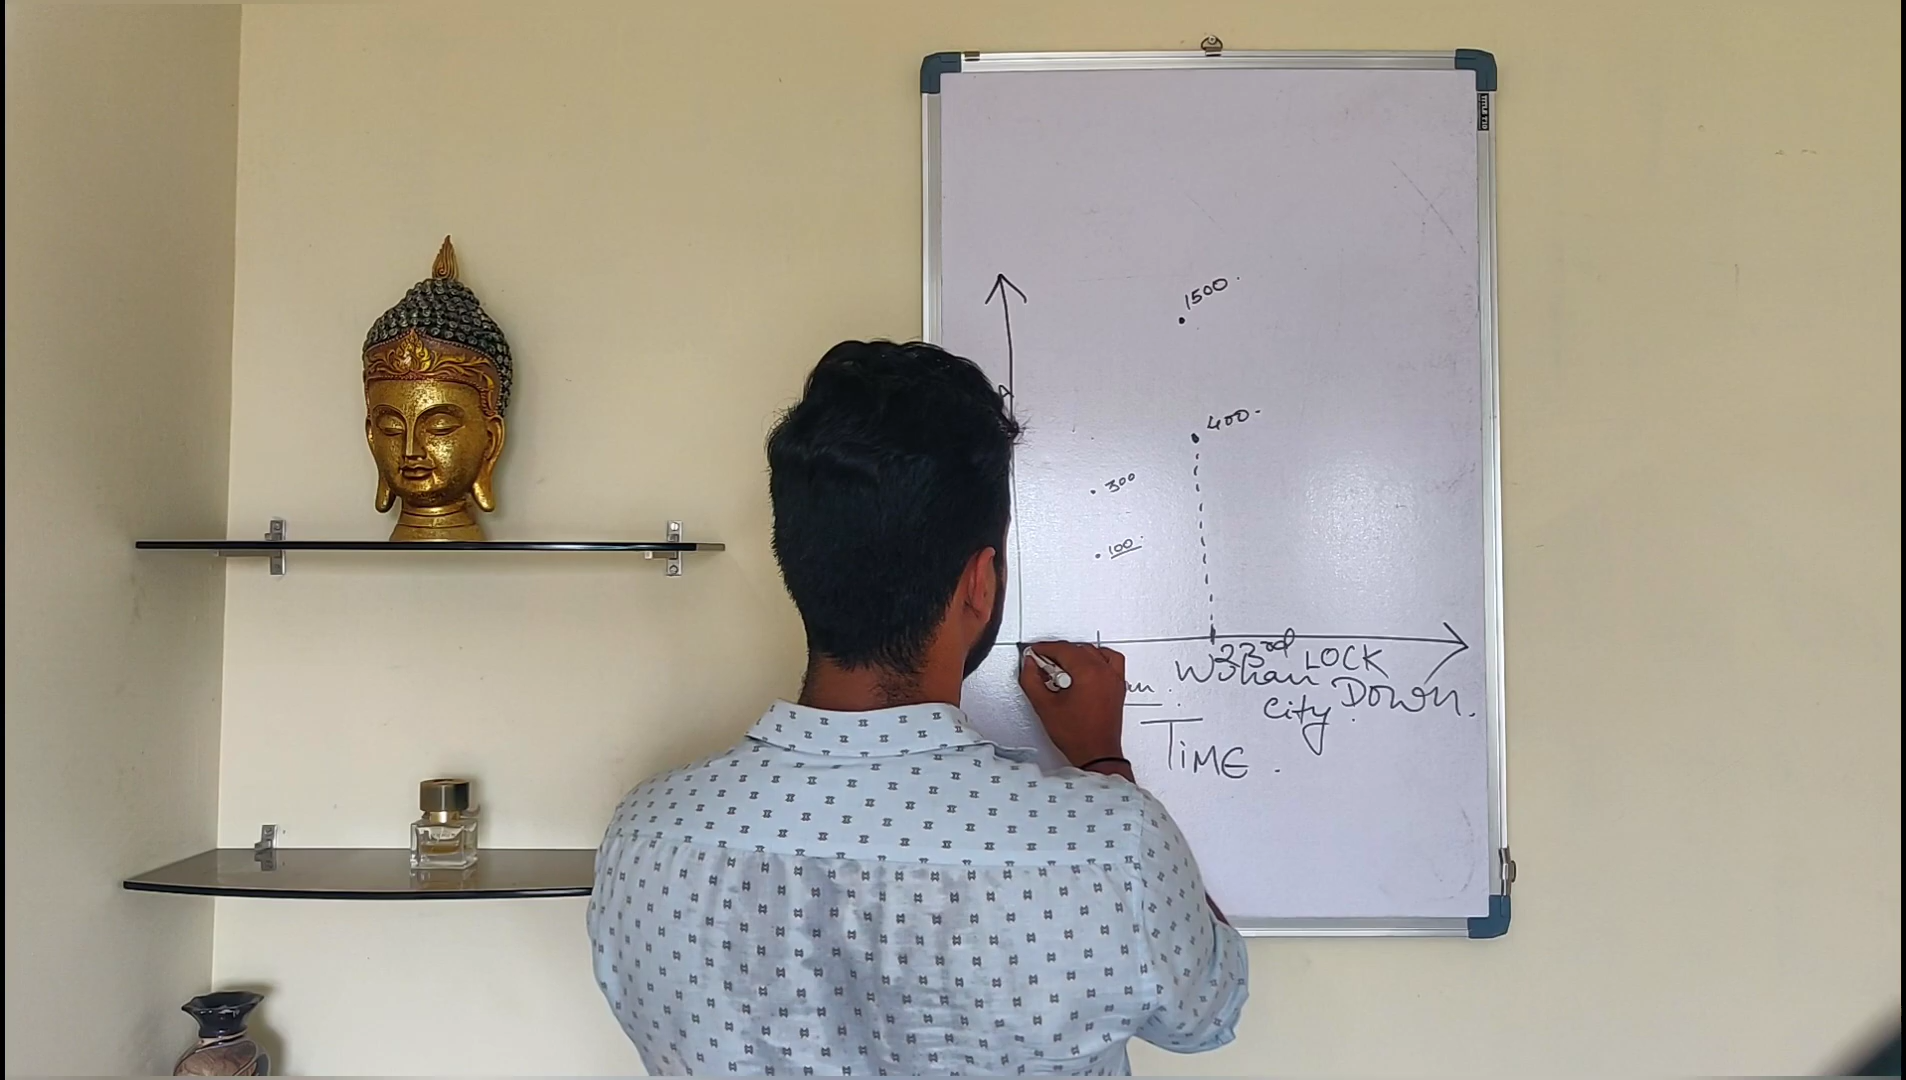 1500.
400.
300
100.
23rd LOCK
Wuhan DOWN.
City.
TIME.